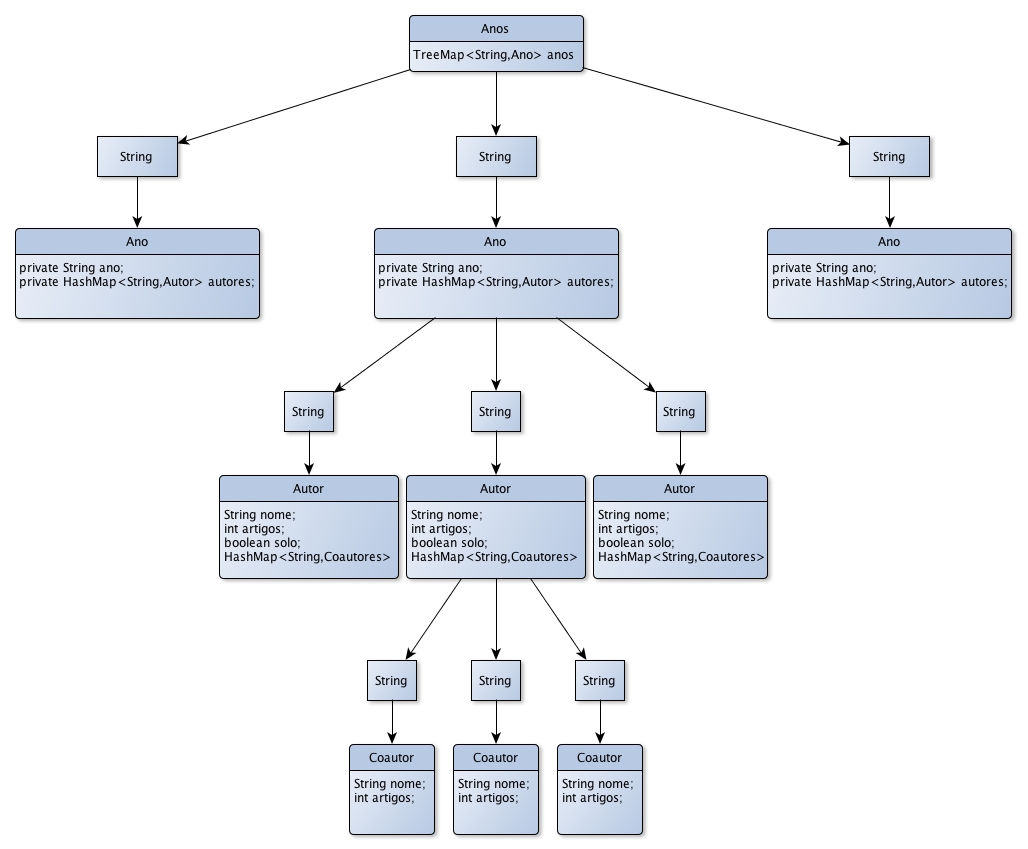 Anos
TreeMap<String,Ano> anos
String
String
String
Ano
private String ano;
private HashMap<String,Autor> autores;
Ano
private String ano;
private HashMap<String,Autor> autores;
Ano
private String ano;
private HashMap<String,Autor> autores;
String
String
String
Autor
String nome;
int artigos;
boolean solo;
HashMap<String,Coautores>
Autor
String nome;
int artigos;
boolean solo;
HashMap<String,Coautores>
Autor
String nome;
int artigos;
boolean solo;
HashMap<String,Coautores>
String
String
String
Coautor
String nome;
int artigos;
Coautor
String nome;
int artigos;
Coautor
String nome;
int artigos;